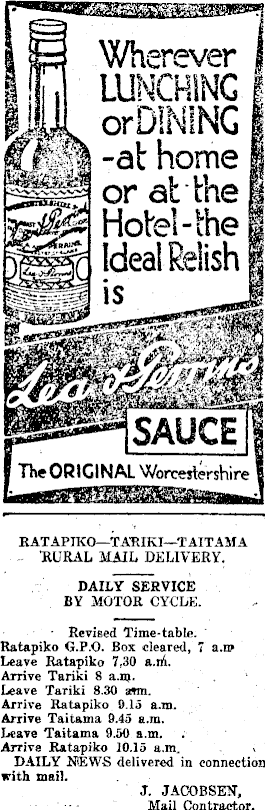 Wherever
LUNCHING
or DINING
-at home
or at the
Hotel-the
Ideal Relish
is
Lea & Perrins
PERRINS
Lea & Perrins
SAUCE
The ORIGINAL Worcestershire
RATAPIKO—TARIKI—TAITAMA
RURAL MAIL DELIVERY.
DAILY SERVICE
BY MOTOR CYCLE.
Revised Time-table.
Ratapiko G.P.O. Box cleared, 7 a.m
Leave Ratapiko 7.30 a.m.
Arrive Tariki 8 a.m.
Leave Tariki 8.30 a.m.
Arrive Ratapiko 9.15 a.m.
Arrive Taitama 9.45 a.m.
Leave Taitama 9.50 a.m.
Arrive Ratapiko 10.15 a.m.
DAILY NEWS delivered in connection
with mail.
J. JACOBSEN,
Mail Contractor.